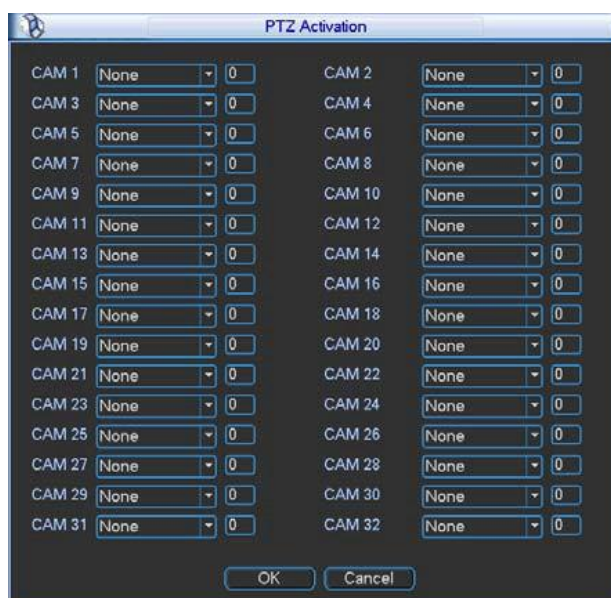 PTZ Activation
CAM 1 None 0 CAM 2 None 0
CAM 3 None 0 CAM 4 None 0
CAM 5 None 0 CAM 6 None 0
CAM 7 None 0 CAM 8 None 0
CAM 9 None 0 CAM 10 None 0
CAM 11 None 0 CAM 12 None 0
CAM 13 None 0 CAM 14 None 0
CAM 15 None 0 CAM 16 None 0
CAM 17 None 0 CAM 18 None 0
CAM 19 None 0 CAM 20 None 0
CAM 21 None 0 CAM 22 None 0
CAM 23 None 0 CAM 24 None 0
CAM 25 None 0 CAM 26 None 0
CAM 27 None 0 CAM 28 None 0
CAM 29 None 0 CAM 30 None 0
CAM 31 None 0 CAM 32 None 0
OK Cancel